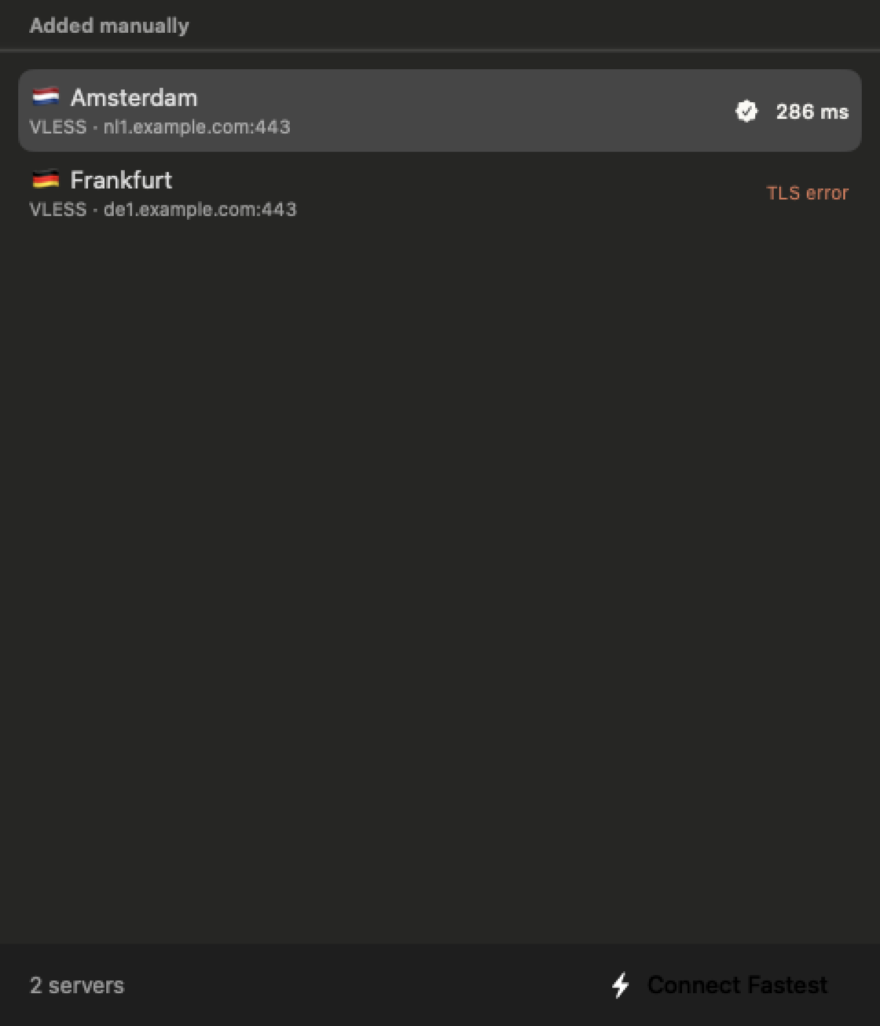 Added manually
Amsterdam
VLESS · nl1.example.com:443
286 ms
Frankfurt
VLESS · de1.example.com:443
TLS error
2 servers
Connect Fastest